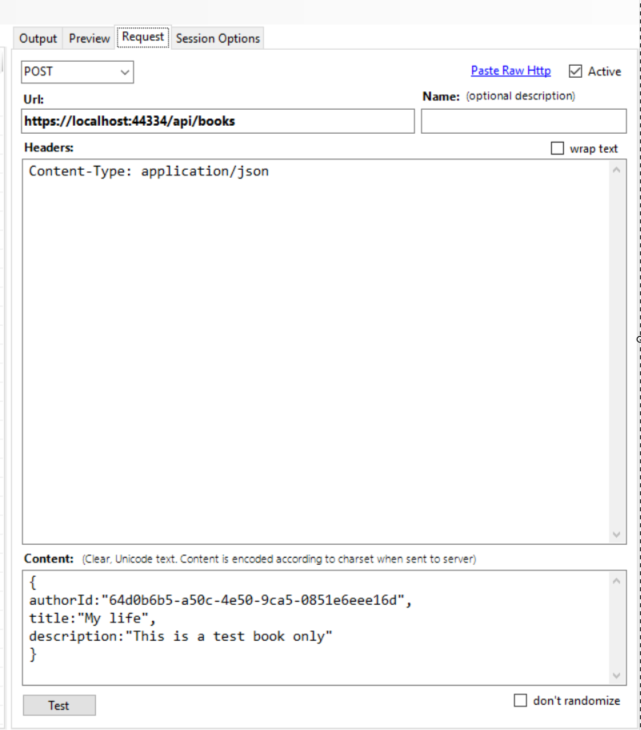 Output Preview Request Session Options
POST Paste Raw Http Active
Url: Name: (optional description)
https://localhost:44334/api/books
Headers: wrap text
Content-Type: application/json
Content: (Clear, Unicode text. Content is encoded according to charset when sent to server)
{
authorId:"64d0b6b5-a50c-4e50-9ca5-0851e6eee16d",
title:"My life",
description:"This is a test book only"
}
Test don't randomize